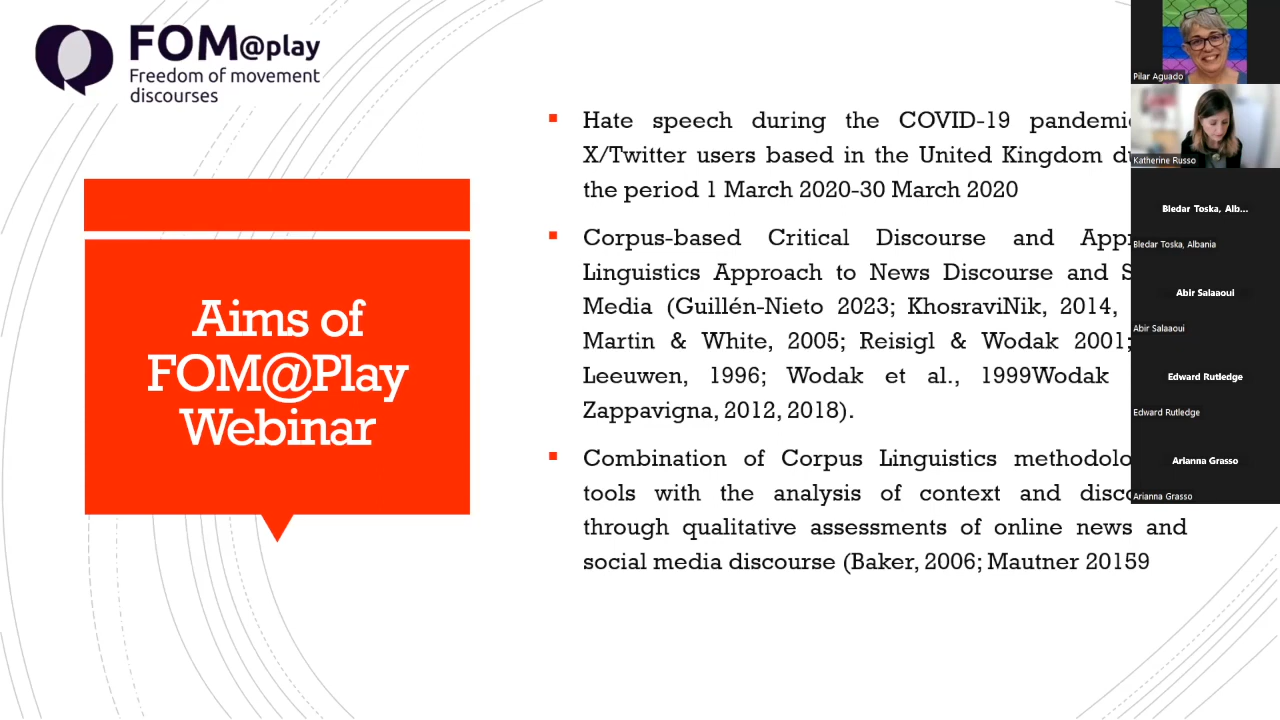 FOM@play
Freedom of movement
discourses
Aims of
FOM@Play
Webinar
Hate speech during the COVID-19
X/Twitter users based in the United Kingdom
the period 1 March 2020-30 March 2020
Corpus-based Critical Discourse and
Linguistics Approach to News Discourse and
Media (Guillén-Nieto 2023; KhosraviNik, 2014,
Martin & White, 2005; Reisigl & Wodak 2001;
Leeuwen, 1996; Wodak et al., 1999Wodak
Zappavigna, 2012, 2018).
Combination of Corpus Linguistics
tools with the analysis of context and
through qualitative assessments of online news and
social media discourse (Baker, 2006; Mautner 20159
Pilar Aguado
Katherine Russo
Bledar Toska, Alb...
Bledar Toska, Albania
Abir Salaaoui
Abir Salaaoui
Edward Rutledge
Edward Rutledge
Arianna Grasso
Arianna Grasso